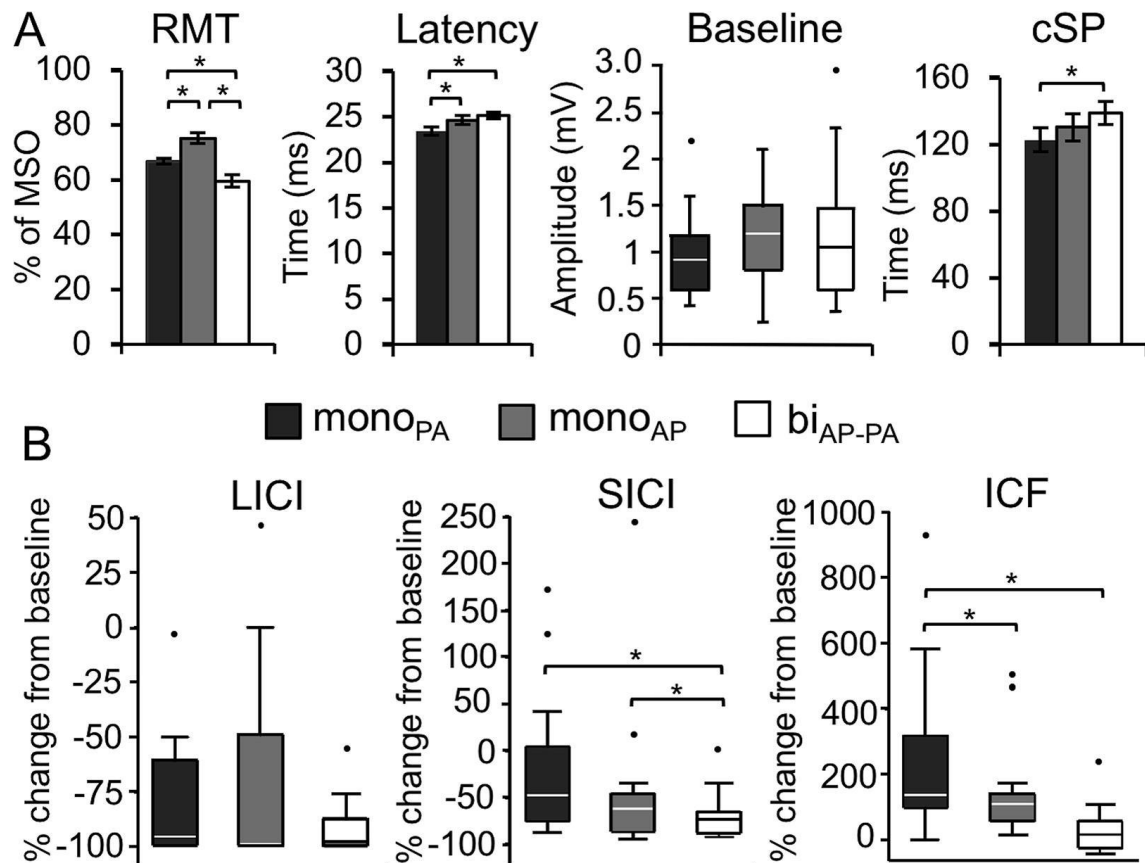 A
RMT
% of MSO
100
80
60
40
20
0
*
*
*
Latency
Time (ms)
30
25
20
15
10
5
0
*
*
Baseline
Amplitude (mV)
3.0
2.5
2.0
1.5
1
0.5
0
cSP
Time (ms)
160
120
80
40
0
*
monoPA
monoAP
biAP-PA
B
LICI
% change from baseline
50
25
0
-25
-50
-75
-100
SICI
% change from baseline
250
200
150
100
50
0
-50
-100
*
*
ICF
% change from baseline
1000
800
600
400
200
0
*
*